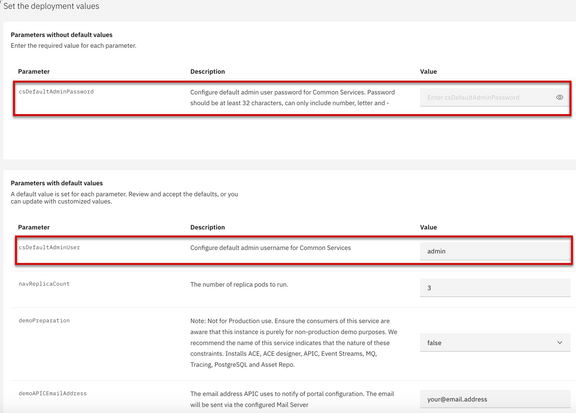 Set the deployment values
Parameters without default values
Enter the required value for each parameter.
Parameter Description Value
csDefaultAdminPassword Configure default admin user password for Common Services. Password Enter csDefaultAdminPassword
should be at least 32 characters, can only include number, letter and -
Parameters with default values
A default value is set for each parameter. Review and accept the defaults, or you
can update with customized values.
Parameter Description Value
csDefaultAdminUser Configure default admin username for Common Services admin
navReplicaCount The number of replica pods to run. 3
demoPreparation Note: Not for Production use. Ensure the consumers of this service are
aware that this instance is purely for non-production demo purposes. We
recommend the name of this service indicates that the nature of these false
constraints. Installs ACE, ACE designer, APIC, Event Streams, MQ,
Tracing, PostgreSQL and Asset Repo.
demoAPICEmailAddress The email address APIC uses to notify of portal configuration. The email your@email.address
will be sent via the configured Mail Server